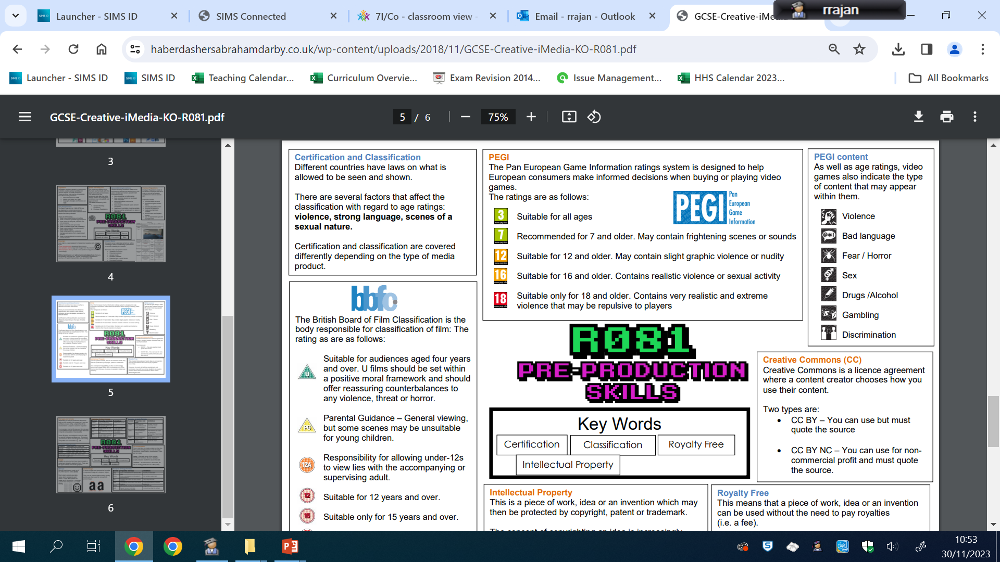 Launcher - SIMS ID
SIMS Connected
7I/Co - classroom view -
Email - rrajan - Outlook
GCSE-Creative-iMe
rrajan
haberdashersabrahamdarby.co.uk/wp-content/uploads/2018/11/GCSE-Creative-iMedia-KO-R081.pdf
Launcher - SIMS ID
SIMS ID
Teaching Calendar...
Curriculum Overvie...
Exam Revision 2014...
Issue Management...
HHS Calendar 2023...
All Bookmarks
GCSE-Creative-iMedia-KO-R081.pdf
5 / 6
75%
3
4
5
6
Certification and Classification
Different countries have laws on what is
allowed to be seen and shown.
There are several factors that affect the
classification with regard to age ratings:
violence, strong language, scenes of a
sexual nature.
Certification and classification are covered
differently depending on the type of media
product.
bbfc
The British Board of Film Classification is the
body responsible for classification of film: The
rating as are as follows:
U
Suitable for audiences aged four years
and over. U films should be set within
a positive moral framework and should
offer reassuring counterbalances to
any violence, threat or horror.
PG
Parental Guidance – General viewing,
but some scenes may be unsuitable
for young children.
12A
Responsibility for allowing under-12s
to view lies with the accompanying or
supervising adult.
12
Suitable for 12 years and over.
15
Suitable only for 15 years and over.
PEGI
The Pan European Game Information ratings system is designed to help
European consumers make informed decisions when buying or playing video
games.
The ratings are as follows:
PEGI
Pan
European
Game
Information
3
Suitable for all ages
7
Recommended for 7 and older. May contain frightening scenes or sounds
12
Suitable for 12 and older. May contain slight graphic violence or nudity
16
Suitable for 16 and older. Contains realistic violence or sexual activity
18
Suitable only for 18 and older. Contains very realistic and extreme
violence that may be repulsive to players
R081
PRE-PRODUCTION
SKILLS
Key Words
Certification
Classification
Royalty Free
Intellectual Property
Intellectual Property
This is a piece of work, idea or an invention which may
then be protected by copyright, patent or trademark.
The concept of copyrighting an idea is increasingly
PEGI content
As well as age ratings, video
games also indicate the type
of content that may appear
within them.
Violence
Bad language
Fear / Horror
Sex
Drugs /Alcohol
Gambling
Discrimination
Creative Commons (CC)
Creative Commons is a licence agreement
where a content creator chooses how you
use their content.
Two types are:
• CC BY – You can use but must
quote the source
• CC BY NC – You can use for non-
commercial profit and must quote
the source.
Royalty Free
This means that a piece of work, idea or an invention
can be used without the need to pay royalties
(i.e. a fee).
10:53
30/11/2023